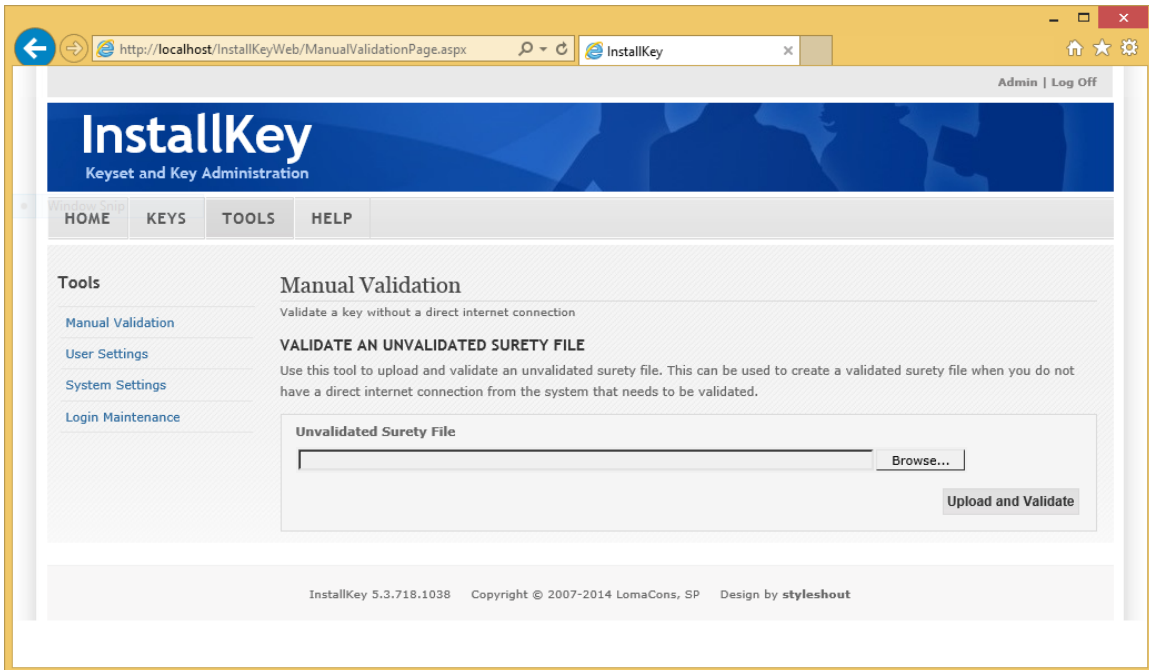 http://localhost/InstallKeyWeb/ManualValidationPage.aspx
InstallKey
Admin | Log Off
InstallKey
Keyset and Key Administration
Window Snip
HOME KEYS TOOLS HELP
Tools
Manual Validation
User Settings
System Settings
Login Maintenance
Manual Validation
Validate a key without a direct internet connection
VALIDATE AN UNVALIDATED SURETY FILE
Use this tool to upload and validate an unvalidated surety file. This can be used to create a validated surety file when you do not
have a direct internet connection from the system that needs to be validated.
Unvalidated Surety File
Browse...
Upload and Validate
InstallKey 5.3.718.1038 Copyright © 2007-2014 LomaCons, SP Design by styleshout